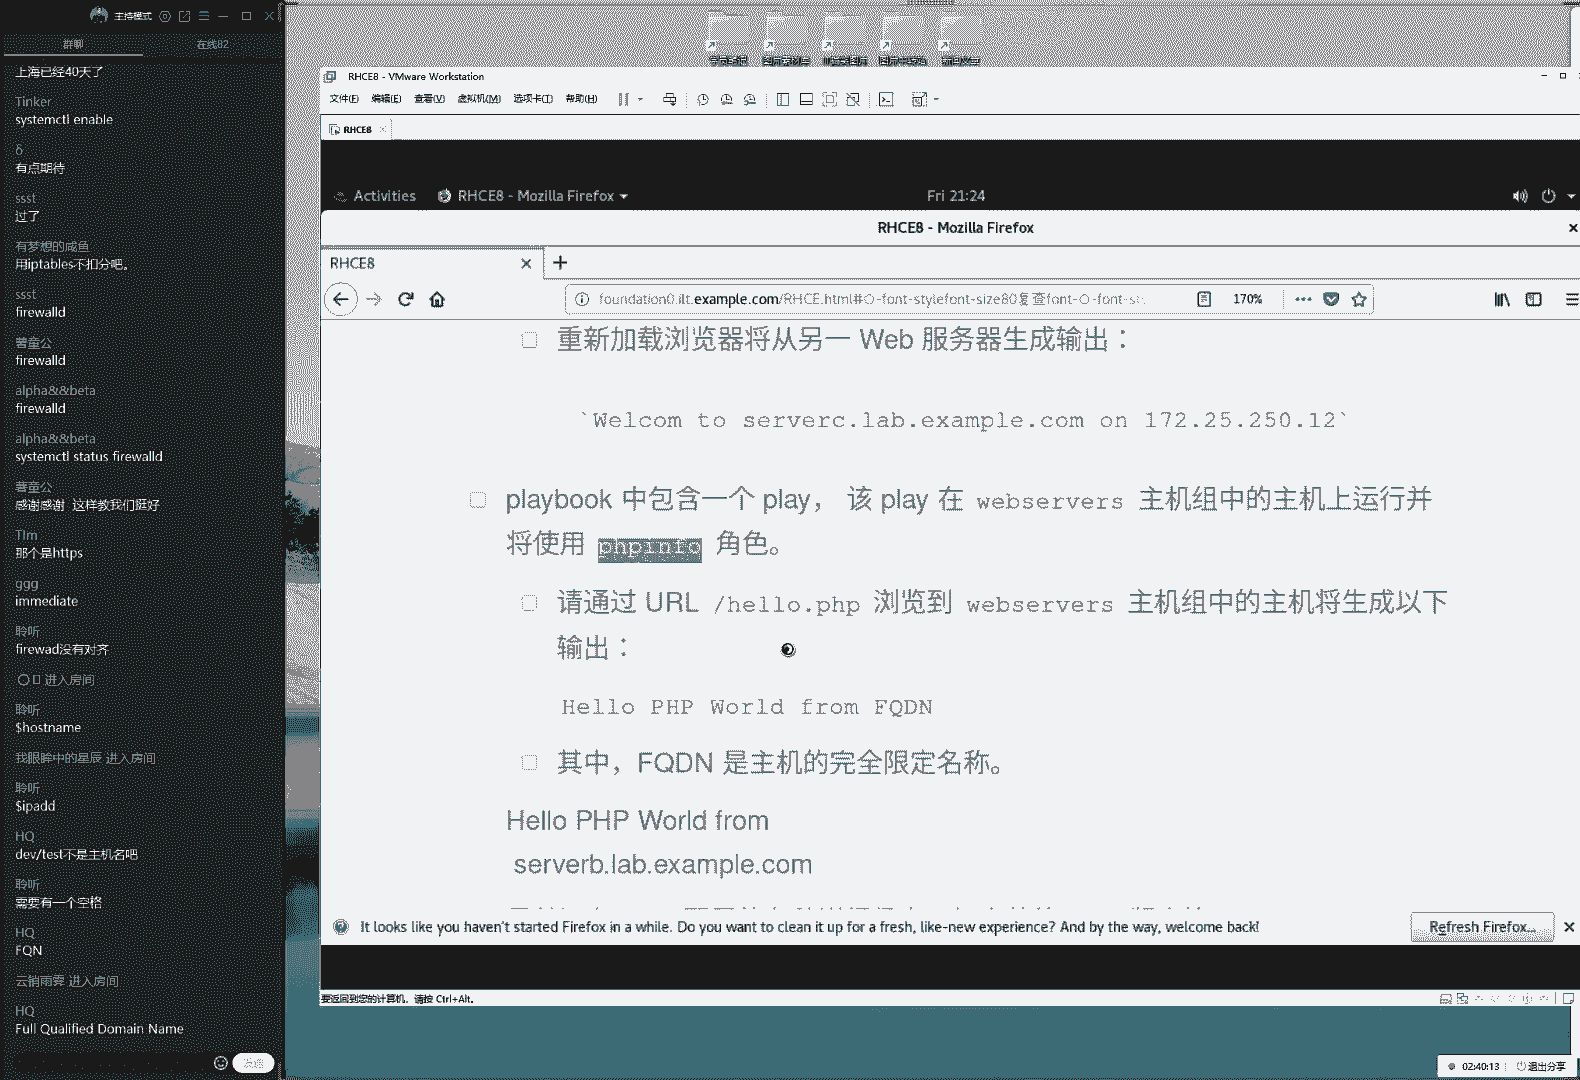 主持模式
群聊
在线82
上海已经40天了
Tinker
systemctl enable
δ
有点期待
ssst
过了
有梦想的咸鱼
用iptables不扣分吧。
ssst
firewalld
薯童公
firewalld
alpha&&beta
firewalld
alpha&&beta
systemctl status firewalld
薯童公
感谢感谢 这样教我们挺好
TIm
那个是https
ggg
immediate
聆听
firewad没有对齐
进入房间
聆听
$hostname
我眼眸中的星辰 进入房间
聆听
$ipadd
HQ
dev/test不是主机名吧
聆听
需要有一个空格
HQ
FQN
云销雨霁 进入房间
HQ
Full Qualified Domain Name
RHCE8 - VMware Workstation
文件(F) 编辑(E) 查看(V) 虚拟机(M) 选项卡(T) 帮助(H)
RHCE8
Activities RHCE8 - Mozilla Firefox Fri 21:24
RHCE8 - Mozilla Firefox
RHCE8
foundation0.ilt.example.com/RHCE.html#○-font-stylefont-size80复查font-○-font-st 170%
重新加载浏览器将从另一 Web 服务器生成输出：
`Welcom to serverc.lab.example.com on 172.25.250.12`
playbook 中包含一个 play， 该 play 在 webservers 主机组中的主机上运行并
将使用 phpinfo 角色。
请通过 URL /hello.php 浏览到 webservers 主机组中的主机将生成以下
输出：
Hello PHP World from FQDN
其中，FQDN 是主机的完全限定名称。
Hello PHP World from
serverb.lab.example.com
It looks like you haven't started Firefox in a while. Do you want to clean it up for a fresh, like-new experience? And by the way, welcome back!
Refresh Firefox...
要返回到您的计算机，请按 Ctrl+Alt。
02:40:13 退出分享